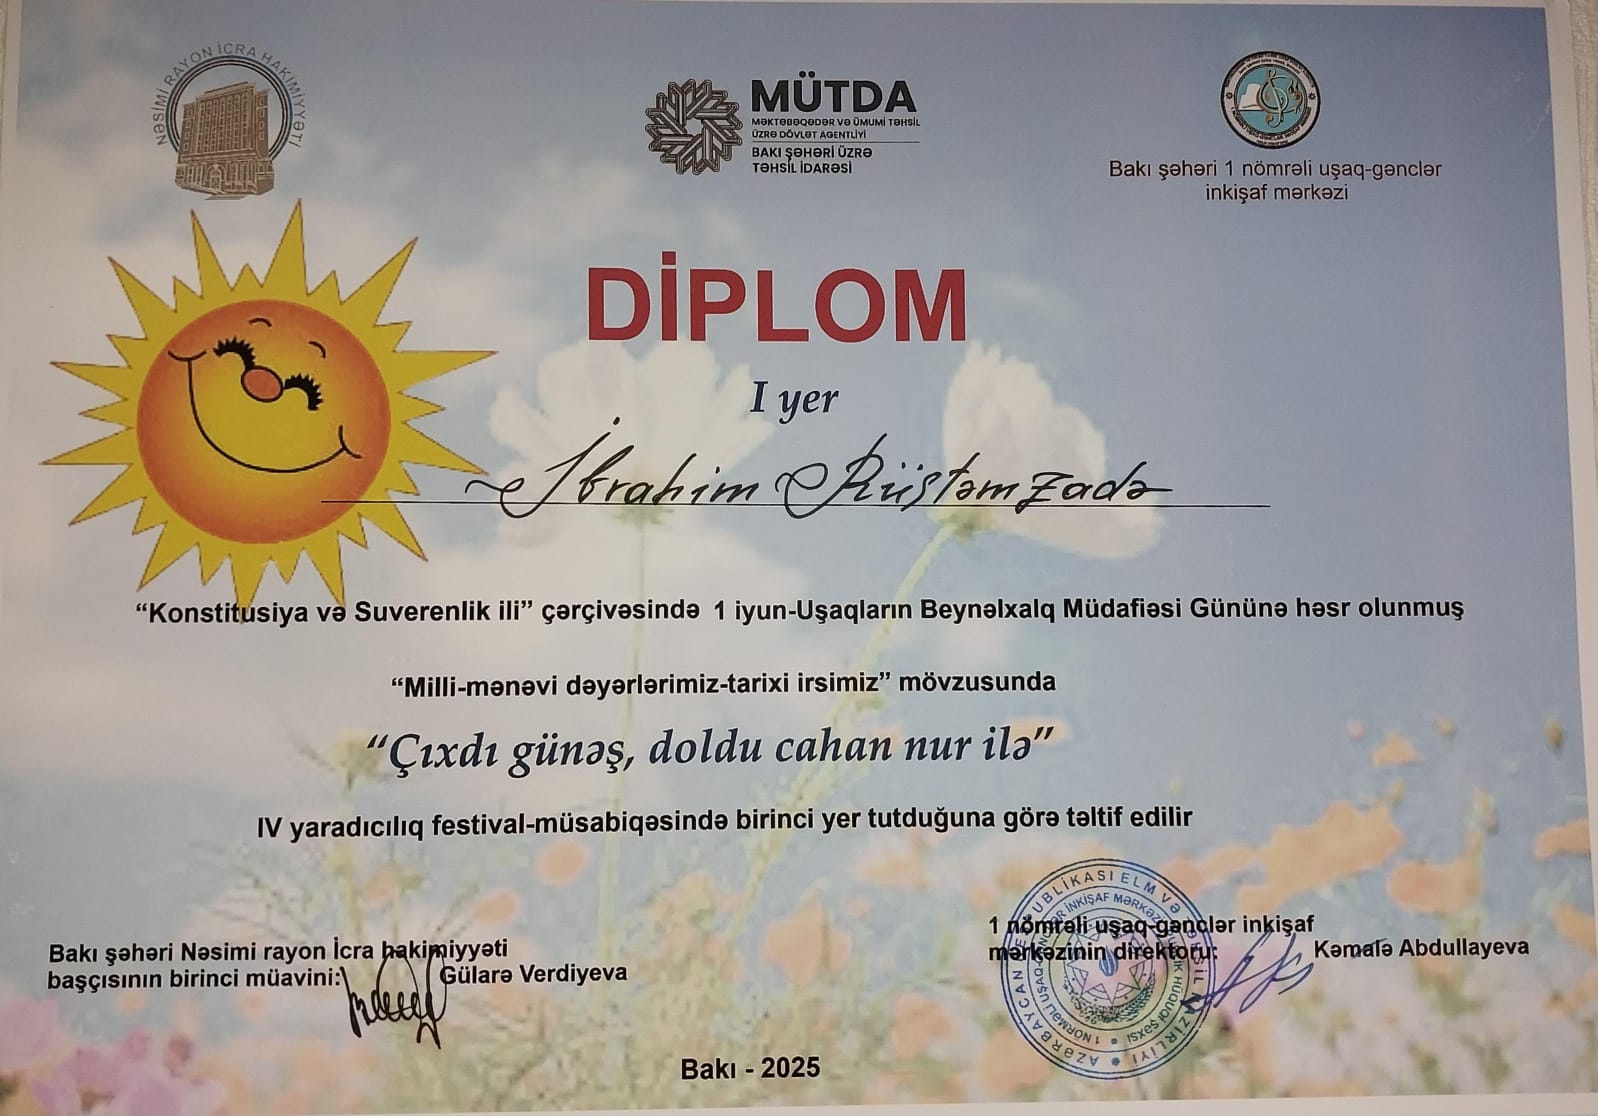 NƏSİMİ RAYON İCRA HAKİMİYYƏTİ
MÜTDA
MƏKTƏBƏQƏDƏR VƏ ÜMUMİ TƏHSİL
ÜZRƏ DÖVLƏT AGENTLİYİ
BAKI ŞƏHƏRİ ÜZRƏ
TƏHSİL İDARƏSİ
Bakı şəhəri 1 nömrəli uşaq-gənclər
inkişaf mərkəzi
DİPLOM
I yer
İbrahim Rüstəmzadə
“Konstitusiya və Suverenlik ili” çərçivəsində 1 iyun-Uşaqların Beynəlxalq Müdafiəsi Gününə həsr olunmuş
“Milli-mənəvi dəyərlərimiz-tarixi irsimiz” mövzusunda
“Çıxdı günəş, doldu cahan nur ilə”
IV yaradıcılıq festival-müsabiqəsində birinci yer tutduğuna görə təltif edilir
Bakı şəhəri Nəsimi rayon İcra hakimiyyəti
başçısının birinci müavini: Gülarə Verdiyeva
1 nömrəli uşaq-gənclər inkişaf
mərkəzinin direktoru: Kəmalə Abdullayeva
Bakı - 2025